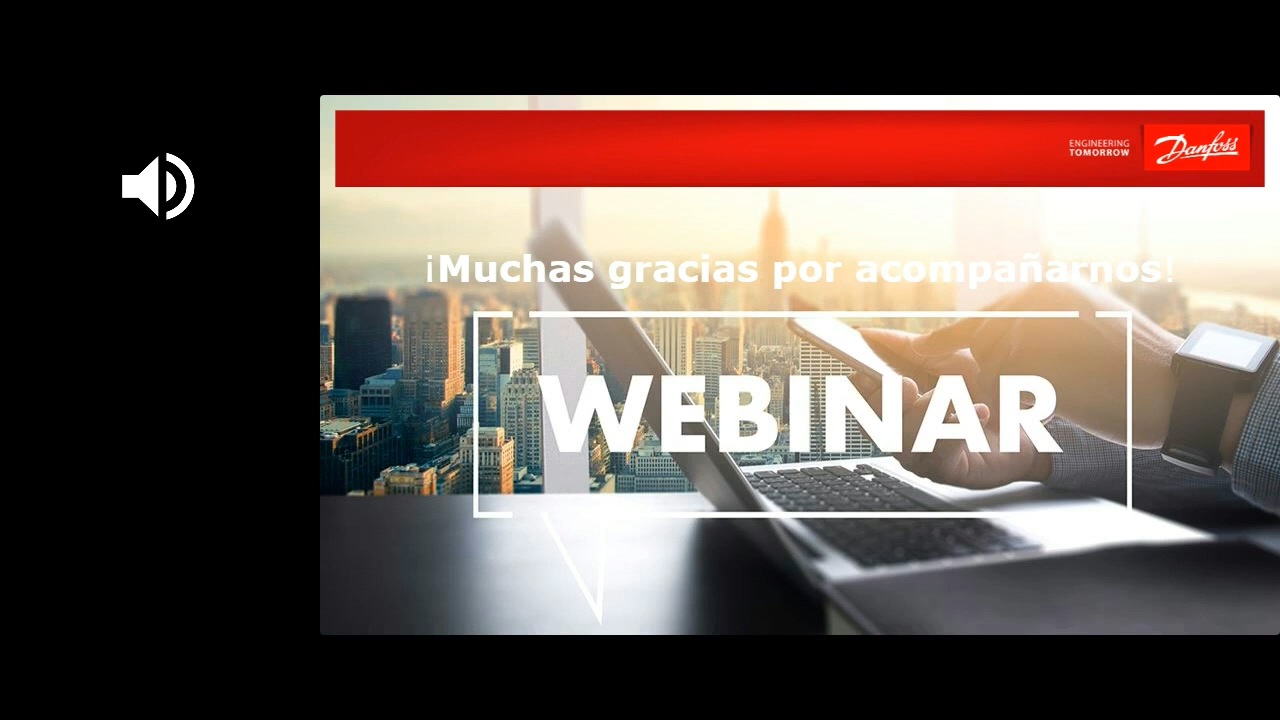 ENGINEERING
TOMORROW
Danfoss
¡Muchas gracias por acompañarnos!
WEBINAR